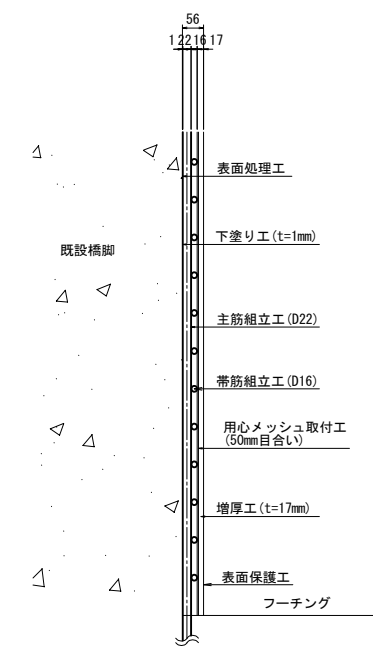 56
1 22 16 17
表面処理工
下塗り工(t=1mm)
既設橋脚
主筋組立工(D22)
帯筋組立工(D16)
用心メッシュ取付工
(50mm目合い)
増厚工(t=17mm)
表面保護工
フーチング